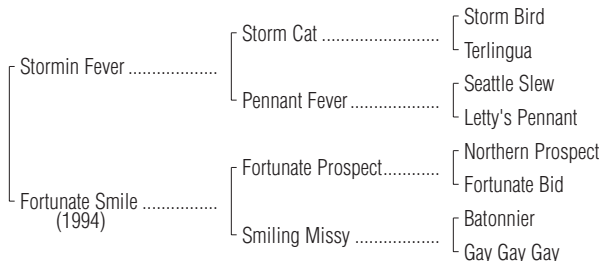 Storm Bird
Storm Cat ........................
Terlingua
Stormin Fever ..................
Seattle Slew
Pennant Fever ..................
Letty's Pennant
Northern Prospect
Fortunate Prospect............
Fortunate Bid
Fortunate Smile ...............
(1994)
Batonnier
Smiling Missy .................
Gay Gay Gay